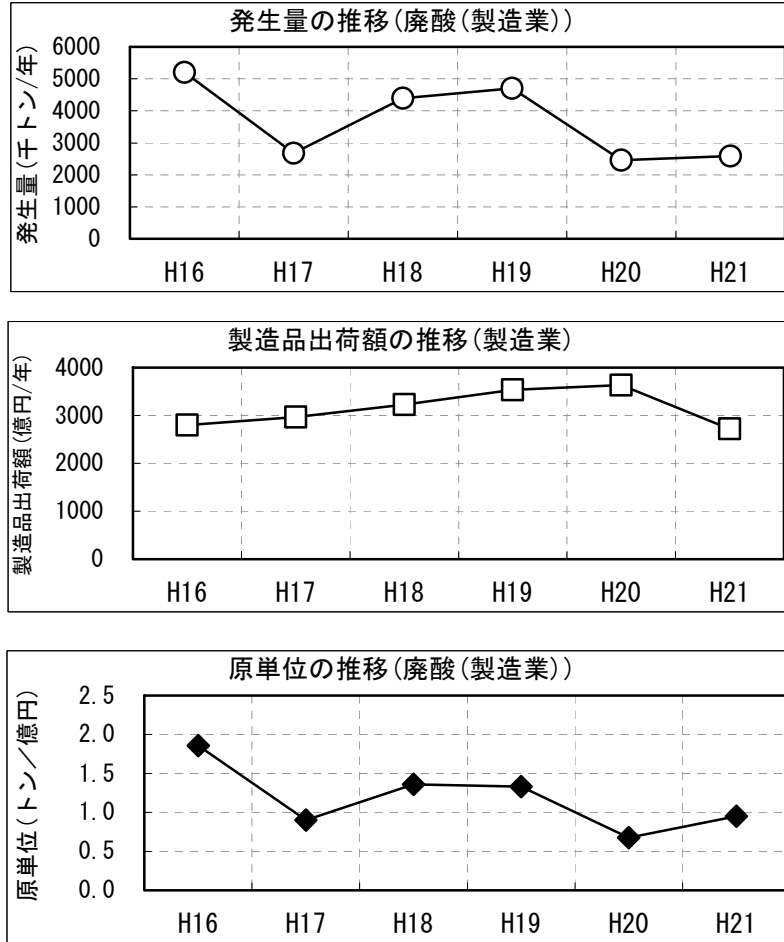 発生量の推移(廃酸(製造業))
発生量(千トン/年)
6000
5000
4000
3000
2000
1000
0
H16 H17 H18 H19 H20 H21
製造品出荷額の推移(製造業)
製造品出荷額(億円/年)
4000
3000
2000
1000
0
H16 H17 H18 H19 H20 H21
原単位の推移(廃酸(製造業))
原単位(トン／億円)
2.5
2.0
1.5
1.0
0.5
0.0
H16 H17 H18 H19 H20 H21